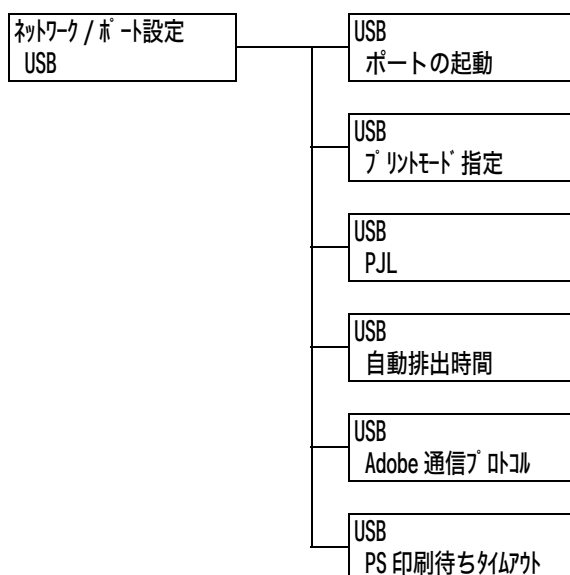 ﾈｯﾄﾜｰｸ / ﾎﾟｰﾄ設定
USB
USB
ポートの起動
USB
ﾌﾟﾘﾝﾄﾓｰﾄﾞ指定
USB
PJL
USB
自動排出時間
USB
Adobe 通信ﾌﾟﾛﾄｺﾙ
USB
PS 印刷待ちﾀｲﾑｱｳﾄ